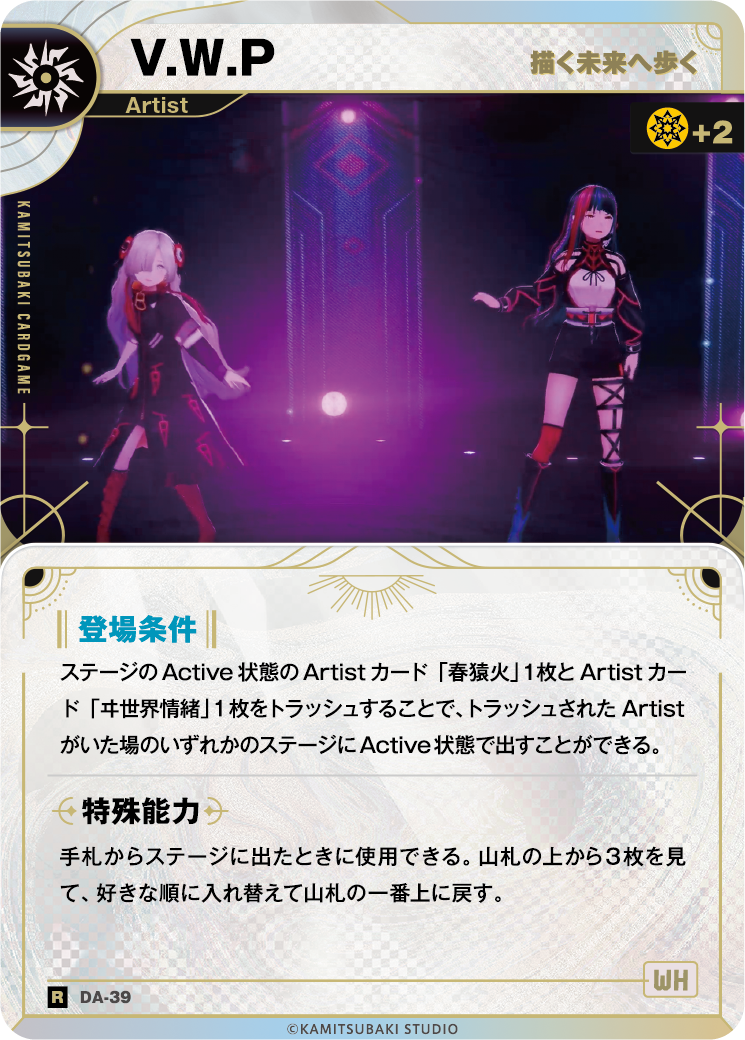 V.W.P
描く未来へ歩く
Artist
+2
KAMITSUBAKI CARDGAME
登場条件
ステージのActive状態のArtistカード「春猿火」1枚とArtistカー
ド「ヰ世界情緒」1枚をトラッシュすることで、トラッシュされたArtist
がいた場のいずれかのステージにActive状態で出すことができる。
特殊能力
手札からステージに出たときに使用できる。山札の上から3枚を見
て、好きな順に入れ替えて山札の一番上に戻す。
WH
R DA-39
©KAMITSUBAKI STUDIO